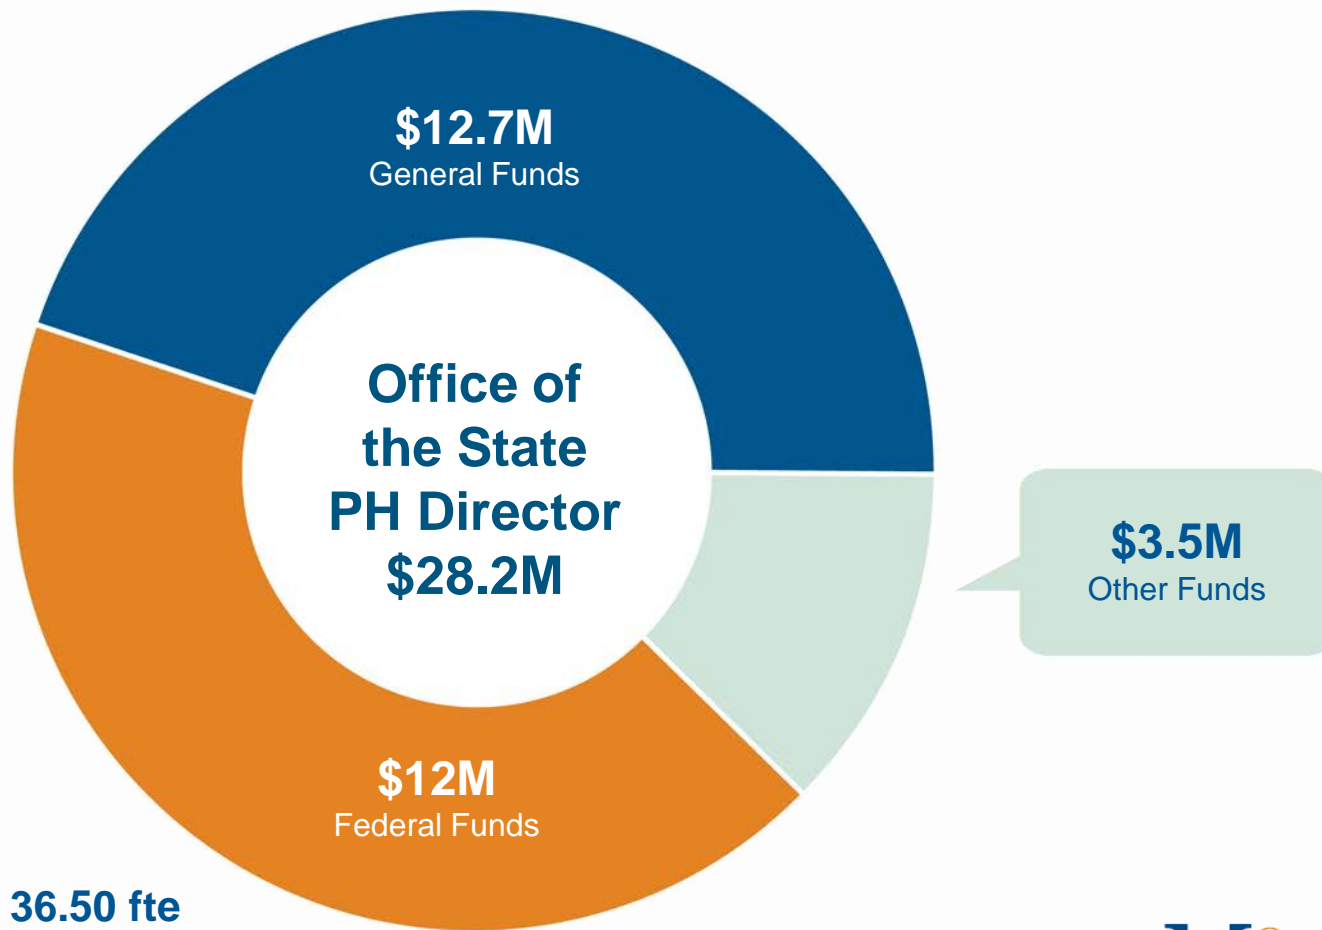 $12.7M
General Funds
Office of
the State
PH Director
$28.2M
$3.5M
Other Funds
$12M
Federal Funds
36.50 fte